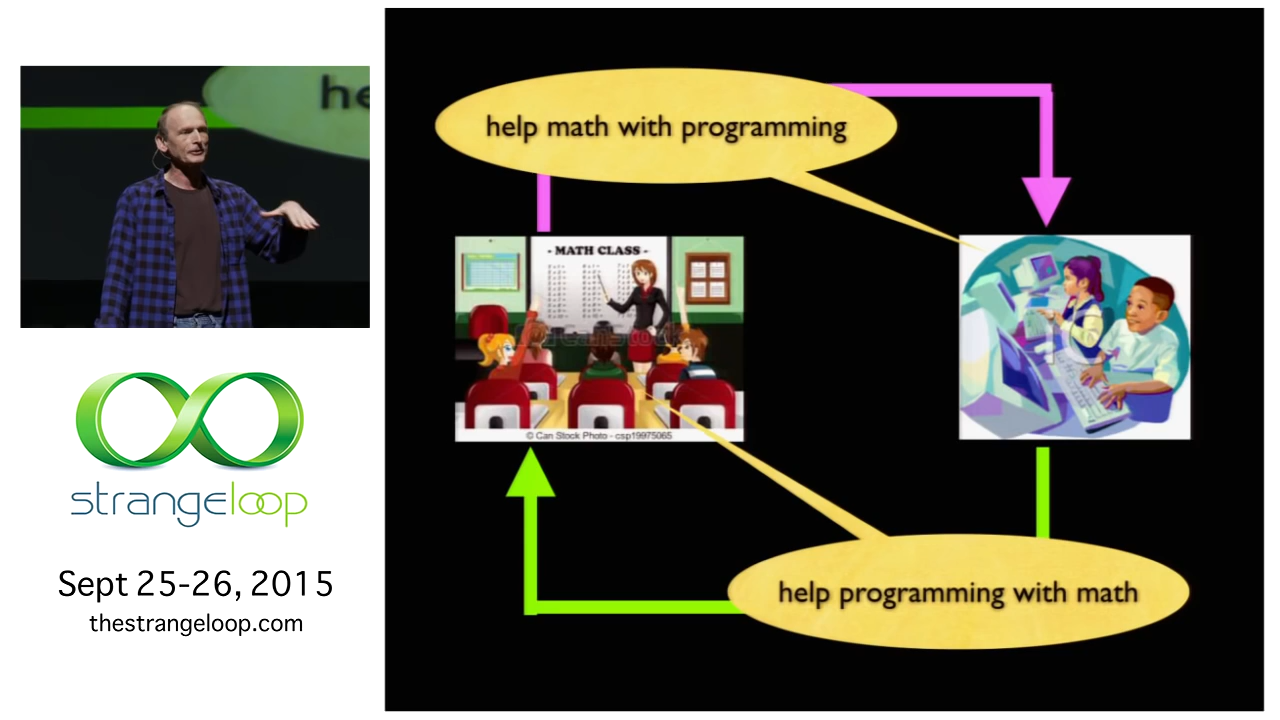 he
strangeloop
Sept 25-26, 2015
thestrangeloop.com
help math with programming
- MATH CLASS -
© Can Stock Photo - csp19975065
help programming with math